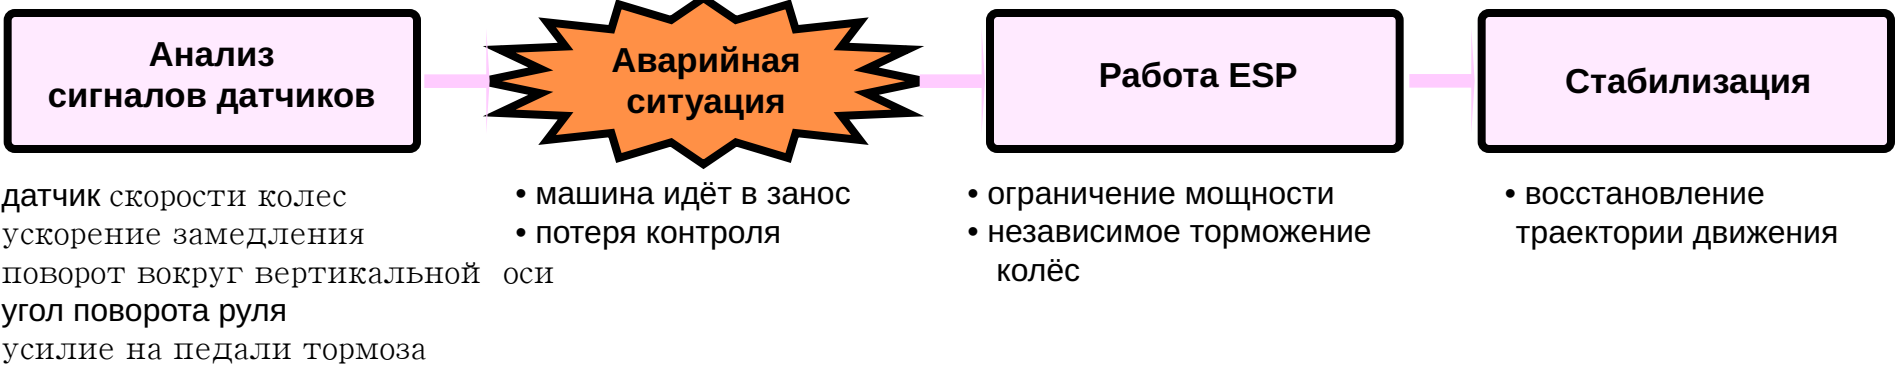 Анализ
сигналов датчиков
Аварийная
ситуация
Работа ESP
Стабилизация
датчик скорости колес
ускорение замедления
поворот вокруг вертикальной оси
угол поворота руля
усилие на педали тормоза
• машина идёт в занос
• потеря контроля
• ограничение мощности
• независимое торможение
колёс
• восстановление
траектории движения